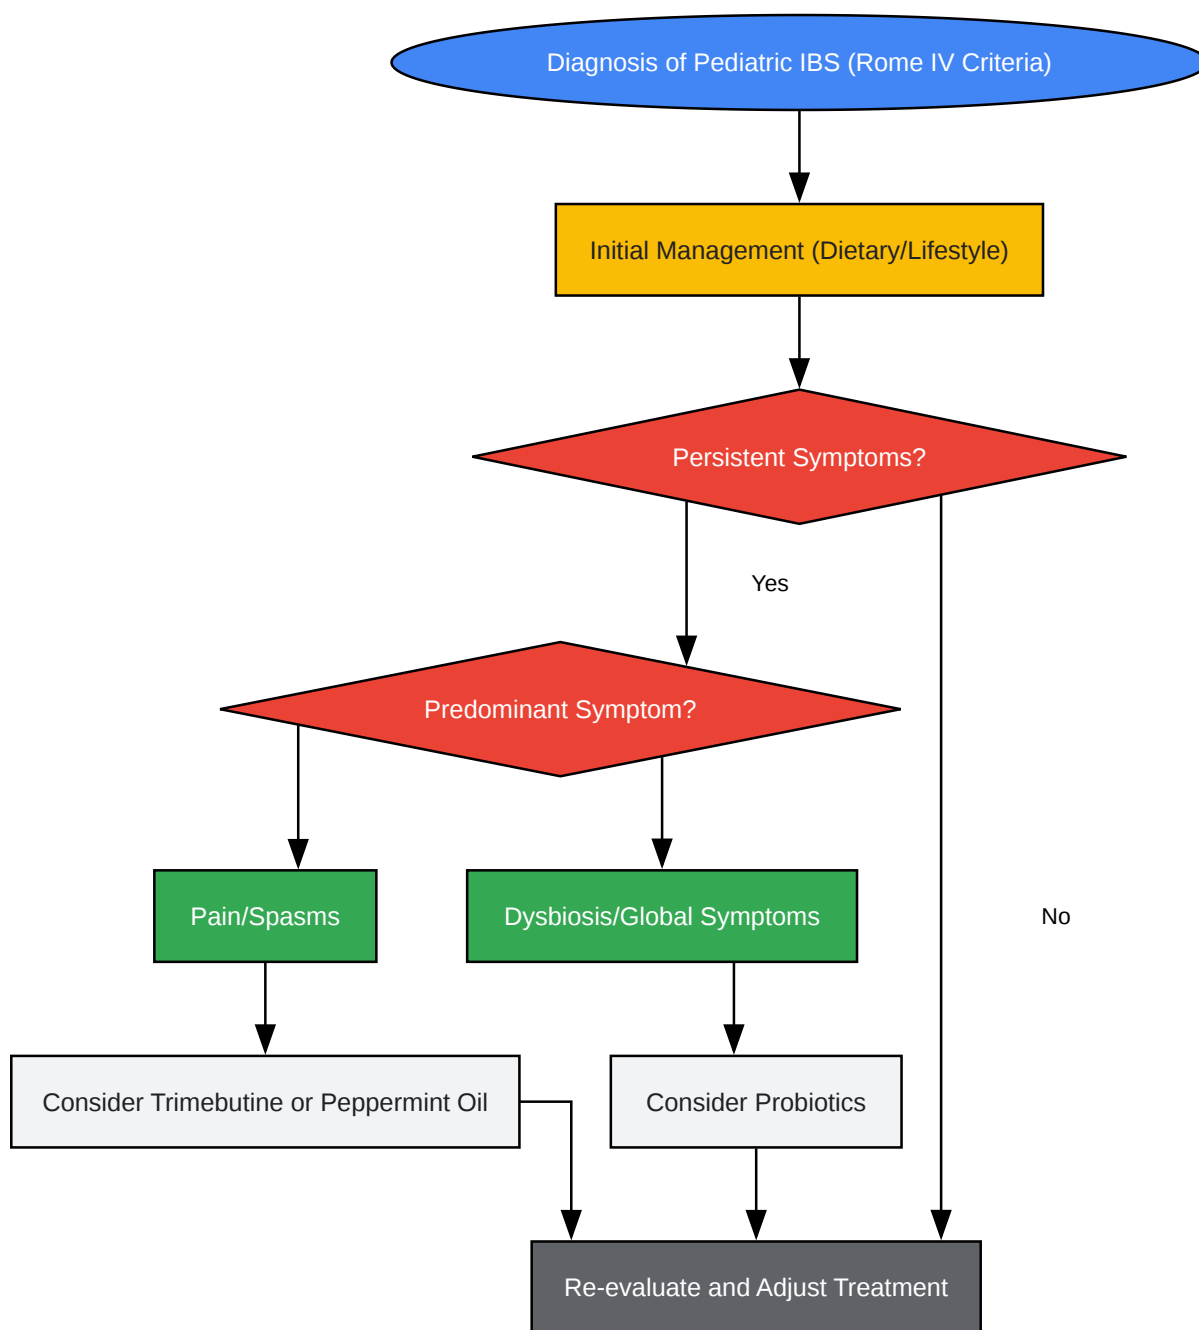 Diagnosis of Pediatric IBS (Rome IV Criteria)
Initial Management (Dietary/Lifestyle)
Persistent Symptoms?
Yes
Predominant Symptom?
Pain/Spasms
Dysbiosis/Global Symptoms
No
Consider Trimebutine or Peppermint Oil
Consider Probiotics
Re-evaluate and Adjust Treatment